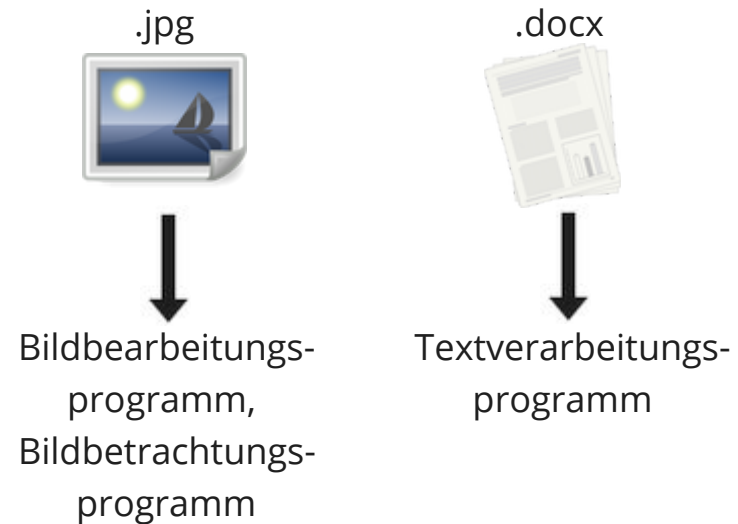 .jpg
Bildbearbeitungs-
programm,
Bildbetrachtungs-
programm
.docx
Textverarbeitungs-
programm